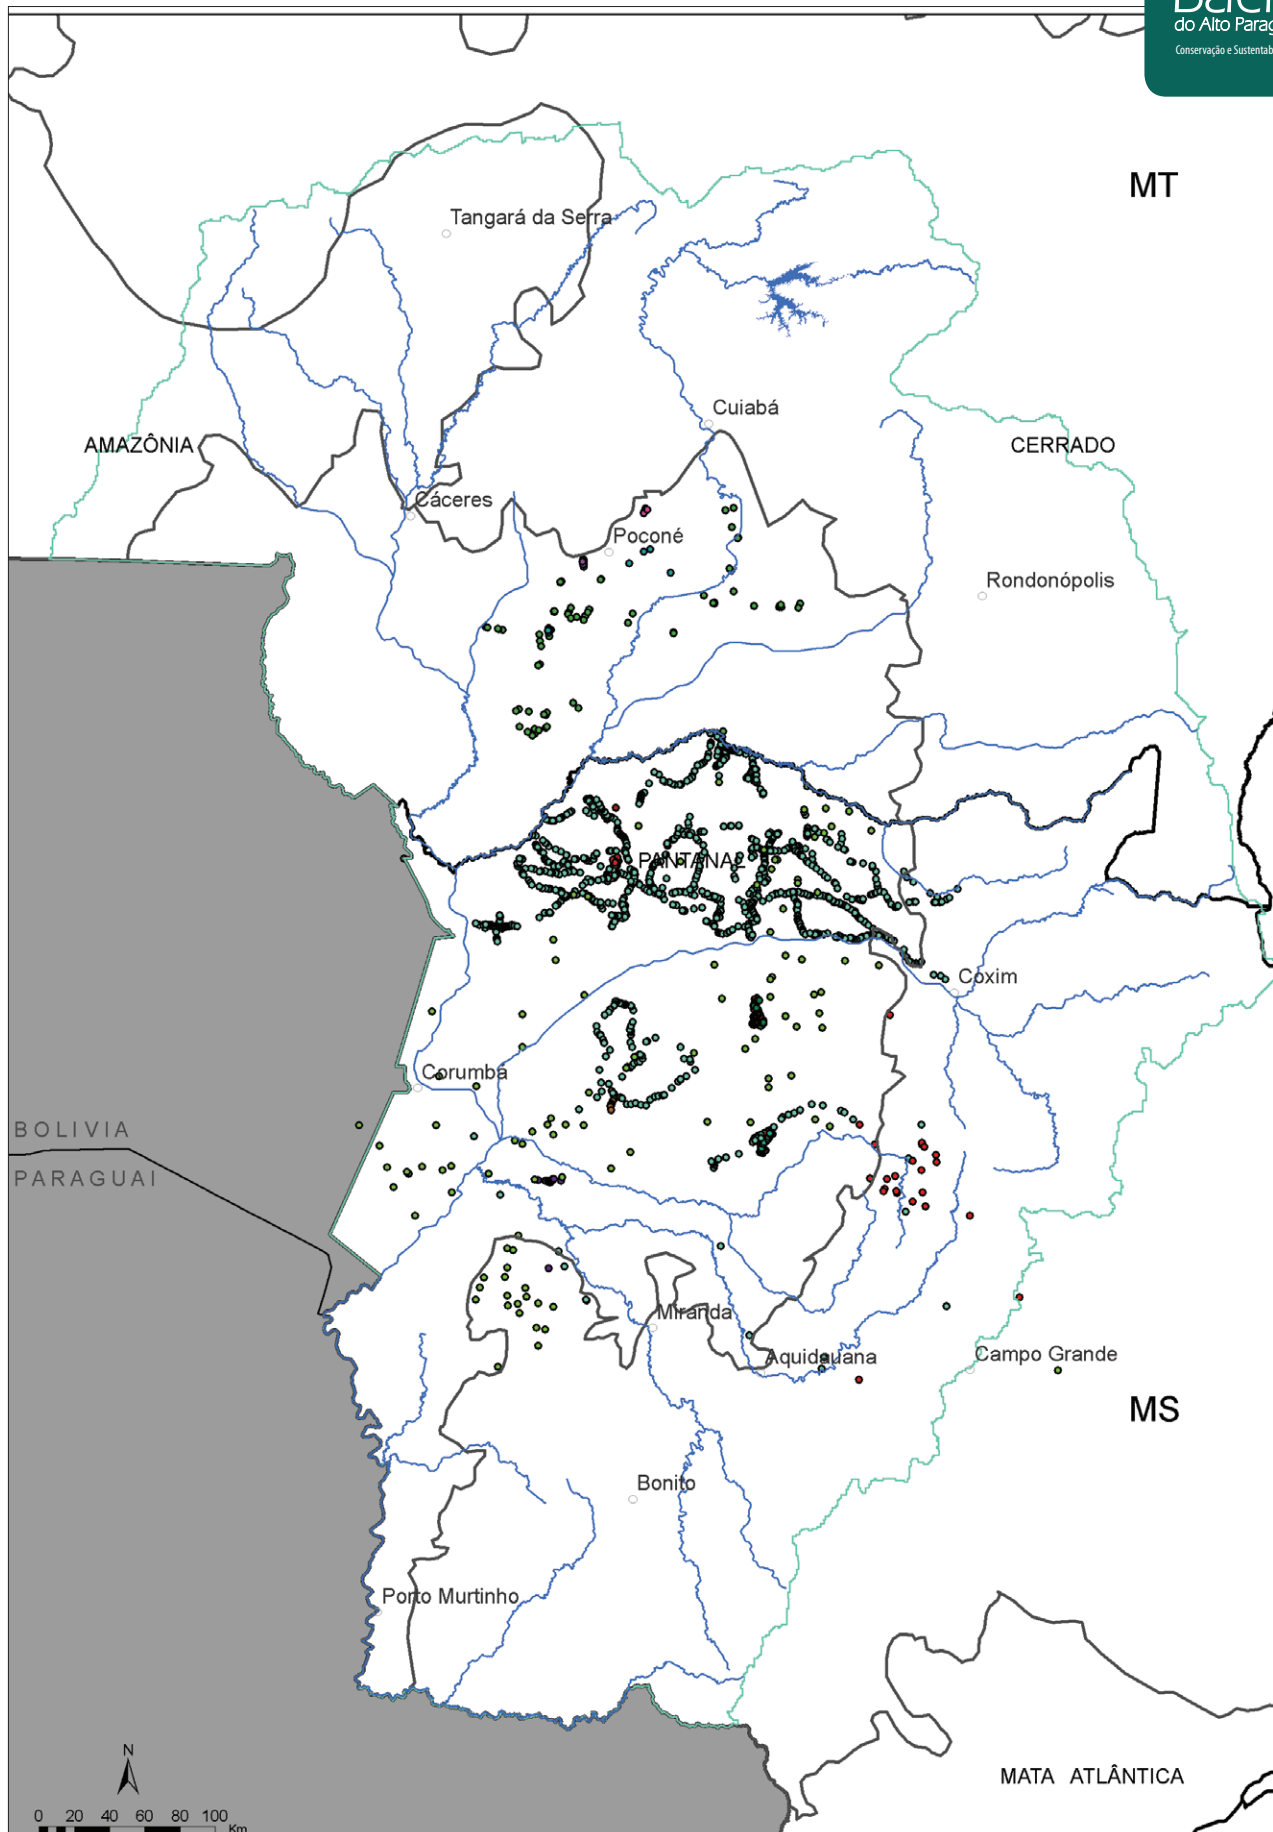 do Alto Parag
Conservação e Sustentab
MT
Tangará da Serra
Cuiabá
AMAZÔNIA
CERRADO
Cáceres
Poconé
Rondonópolis
PANTANAL
Coxim
Corumbá
BOLIVIA
PARAGUAI
Miranda
Aquidauana
Campo Grande
MS
Bonito
Porto Murtinho
MATA ATLÂNTICA
N
0 20 40 60 80 100
Km